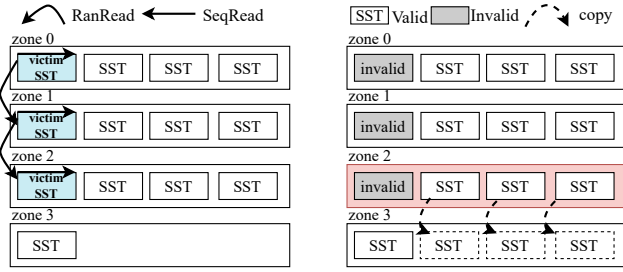 RanRead SeqRead
zone 0
victim SST SST SST SST
zone 1
victim SST SST SST SST
zone 2
victim SST SST SST SST
zone 3
SST
SST Valid Invalid copy
zone 0
invalid SST SST SST
zone 1
invalid SST SST SST
zone 2
invalid SST SST SST
zone 3
SST SST SST SST